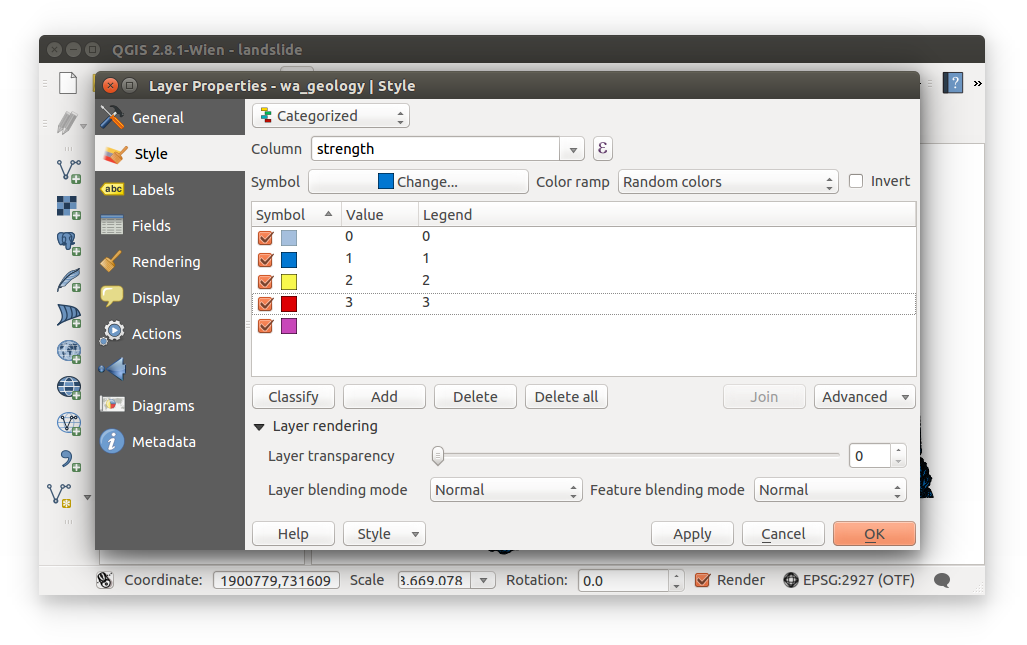 QGIS 2.8.1-Wien - landslide
Layer Properties - wa_geology | Style
General
Style
Labels
Fields
Rendering
Display
Actions
Joins
Diagrams
Metadata
abc
Categorized
Column strength ε
Symbol Change... Color ramp Random colors Invert
Symbol Value Legend
0 0
1 1
2 2
3 3
Classify Add Delete Delete all Join Advanced
Layer rendering
Layer transparency 0
Layer blending mode Normal Feature blending mode Normal
Help Style Apply Cancel OK
Coordinate: 1900779,731609 Scale 3.669.078 Rotation: 0.0 Render EPSG:2927 (OTF)